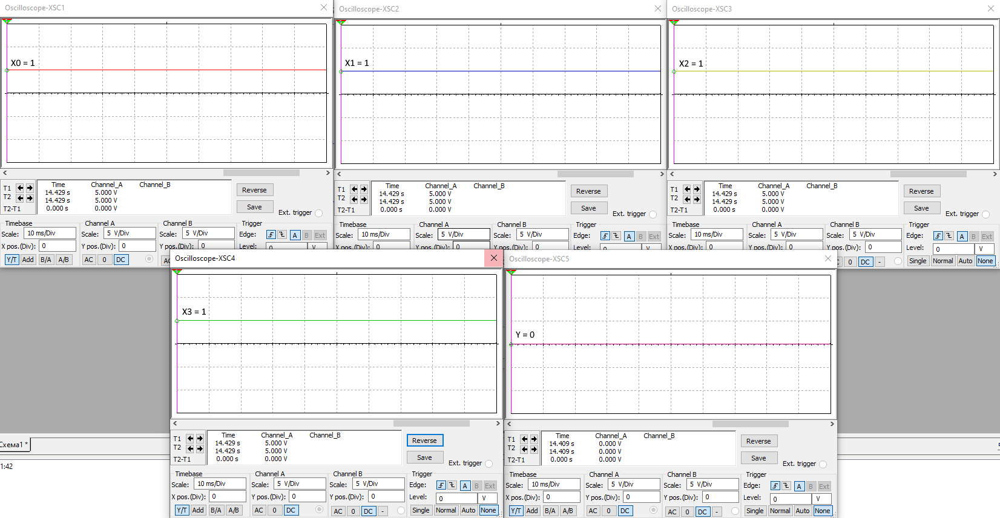 Oscilloscope-XSC1
X0 = 1
Time Channel_A Channel_B
T1 14.429 s 5.000 V
T2 14.429 s 5.000 V
T2-T1 0.000 s 0.000 V
Reverse
Save
Ext. trigger
Timebase Channel A Channel B Trigger
Scale: 10 ms/Div Scale: 5 V/Div Scale: 5 V/Div Edge: A B Ext
X pos.(Div): 0 Y pos.(Div): 0 Y pos.(Div): 0 Level: 0 V
Y/T Add B/A A/B AC 0 DC AC
Oscilloscope-XSC2
X1 = 1
Time Channel_A Channel_B
T1 14.429 s 5.000 V
T2 14.429 s 5.000 V
T2-T1 0.000 s 0.000 V
Reverse
Save
Ext. trigger
Timebase Channel A Channel B Trigger
Scale: 10 ms/Div Scale: 5 V/Div Scale: 5 V/Div Edge: A B Ext
X pos.(Div): 0 Y pos.(Div): 0 Y pos.(Div): 0 Level: 0 V
Oscilloscope-XSC3
X2 = 1
Time Channel_A Channel_B
T1 14.429 s 5.000 V
T2 14.429 s 5.000 V
T2-T1 0.000 s 0.000 V
Reverse
Save
Ext. trigger
Timebase Channel A Channel B Trigger
Scale: 10 ms/Div Scale: 5 V/Div Scale: 5 V/Div Edge: A B Ext
X pos.(Div): 0 Y pos.(Div): 0 Y pos.(Div): 0 Level: 0 V
0 DC - Single Normal Auto None
Oscilloscope-XSC4
X3 = 1
Time Channel_A Channel_B
T1 14.429 s 5.000 V
T2 14.429 s 5.000 V
T2-T1 0.000 s 0.000 V
Reverse
Save
Ext. trigger
Timebase Channel A Channel B Trigger
Scale: 10 ms/Div Scale: 5 V/Div Scale: 5 V/Div Edge: A B Ext
X pos.(Div): 0 Y pos.(Div): 0 Y pos.(Div): 0 Level: 0 V
Y/T Add B/A A/B AC 0 DC AC 0 DC - Single Normal Auto None
Oscilloscope-XSC5
Y = 0
Time Channel_A Channel_B
T1 14.409 s 0.000 V
T2 14.409 s 0.000 V
T2-T1 0.000 s 0.000 V
Reverse
Save
Ext. trigger
Timebase Channel A Channel B Trigger
Scale: 10 ms/Div Scale: 5 V/Div Scale: 5 V/Div Edge: A B Ext
X pos.(Div): 0 Y pos.(Div): 0 Y pos.(Div): 0 Level: 0 V
Y/T Add B/A A/B AC 0 DC AC 0 DC - Single Normal Auto None
Схема1 *
1:42